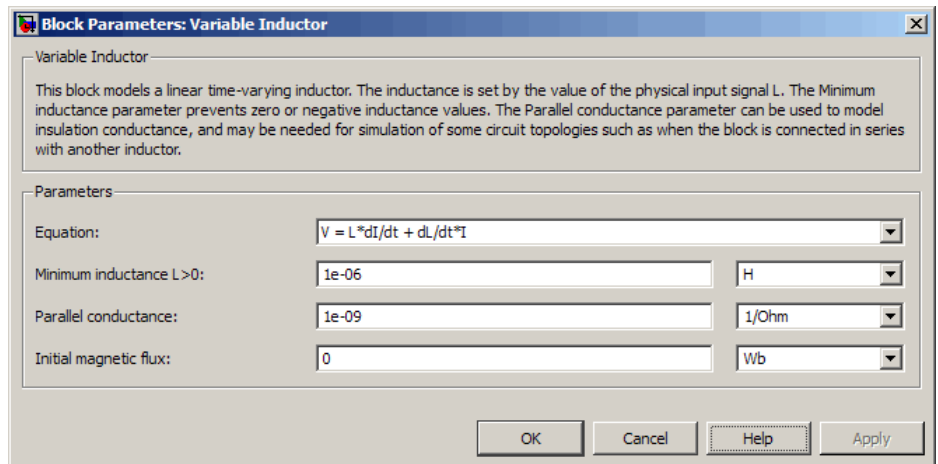 Block Parameters: Variable Inductor
Variable Inductor
This block models a linear time-varying inductor. The inductance is set by the value of the physical input signal L. The Minimum
inductance parameter prevents zero or negative inductance values. The Parallel conductance parameter can be used to model
insulation conductance, and may be needed for simulation of some circuit topologies such as when the block is connected in series
with another inductor.
Parameters
Equation: V = L*dI/dt + dL/dt*I
Minimum inductance L>0: 1e-06 H
Parallel conductance: 1e-09 1/Ohm
Initial magnetic flux: 0 Wb
OK Cancel Help Apply